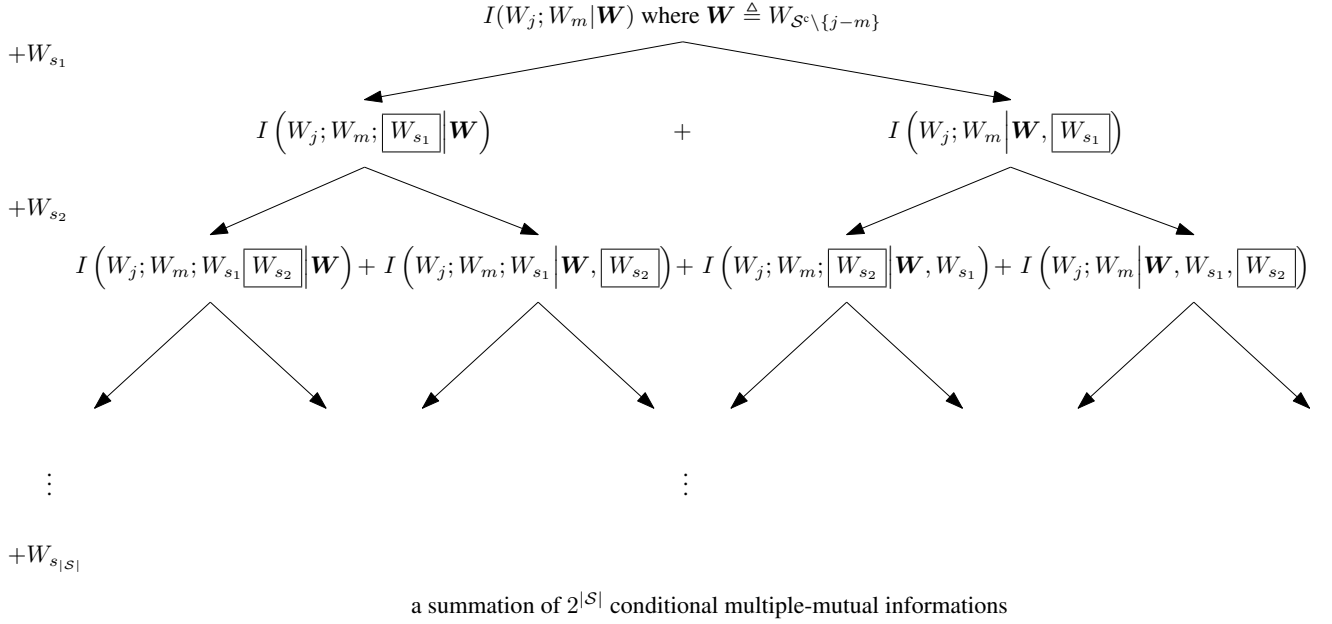 I(W_j; W_m|𝑾) where 𝑾 ≜ W_{𝒮^c\{j−m}}
+W_{s_1}
I(W_j; W_m; W_{s_1}|𝑾) + I(W_j; W_m|𝑾, W_{s_1})
+W_{s_2}
I(W_j; W_m; W_{s_1} W_{s_2}|𝑾) + I(W_j; W_m; W_{s_1}|𝑾, W_{s_2}) + I(W_j; W_m; W_{s_2}|𝑾, W_{s_1}) + I(W_j; W_m|𝑾, W_{s_1}, W_{s_2})
⋮ ⋮
+W_{s_{|𝒮|}}
a summation of 2^{|𝒮|} conditional multiple-mutual informations